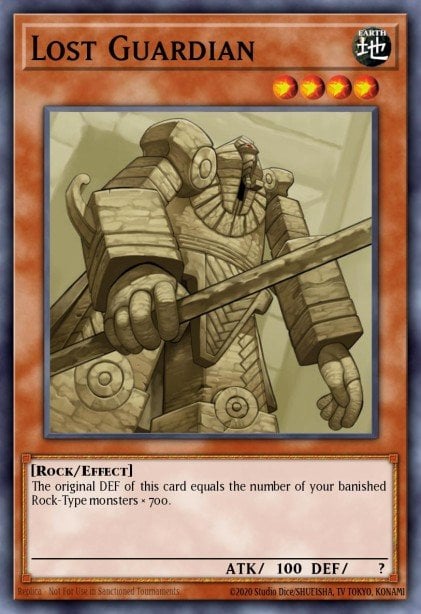 LOST GUARDIAN
EARTH
地
[ROCK/EFFECT]
The original DEF of this card equals the number of your banished
Rock-Type monsters × 700.
ATK/ 100 DEF/ ?
Replica - Not For Use in Sanctioned Tournaments.
©2020 Studio Dice/SHUEISHA, TV TOKYO, KONAMI